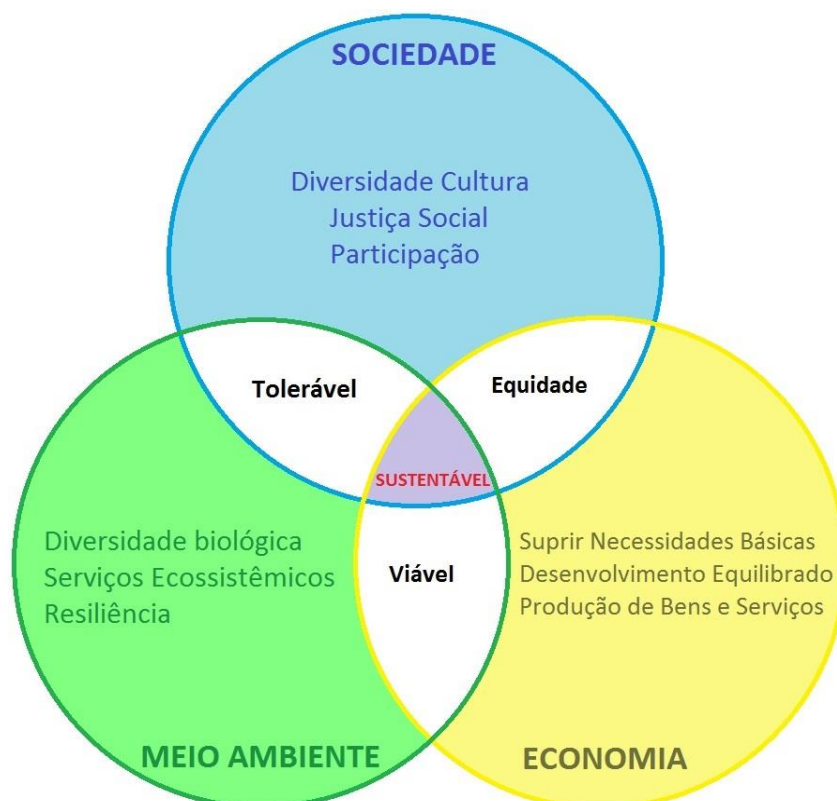 SOCIEDADE
Diversidade Cultura
Justiça Social
Participação
Tolerável
Equidade
SUSTENTÁVEL
Diversidade biológica
Serviços Ecossistêmicos
Resiliência
Viável
Suprir Necessidades Básicas
Desenvolvimento Equilibrado
Produção de Bens e Serviços
MEIO AMBIENTE
ECONOMIA